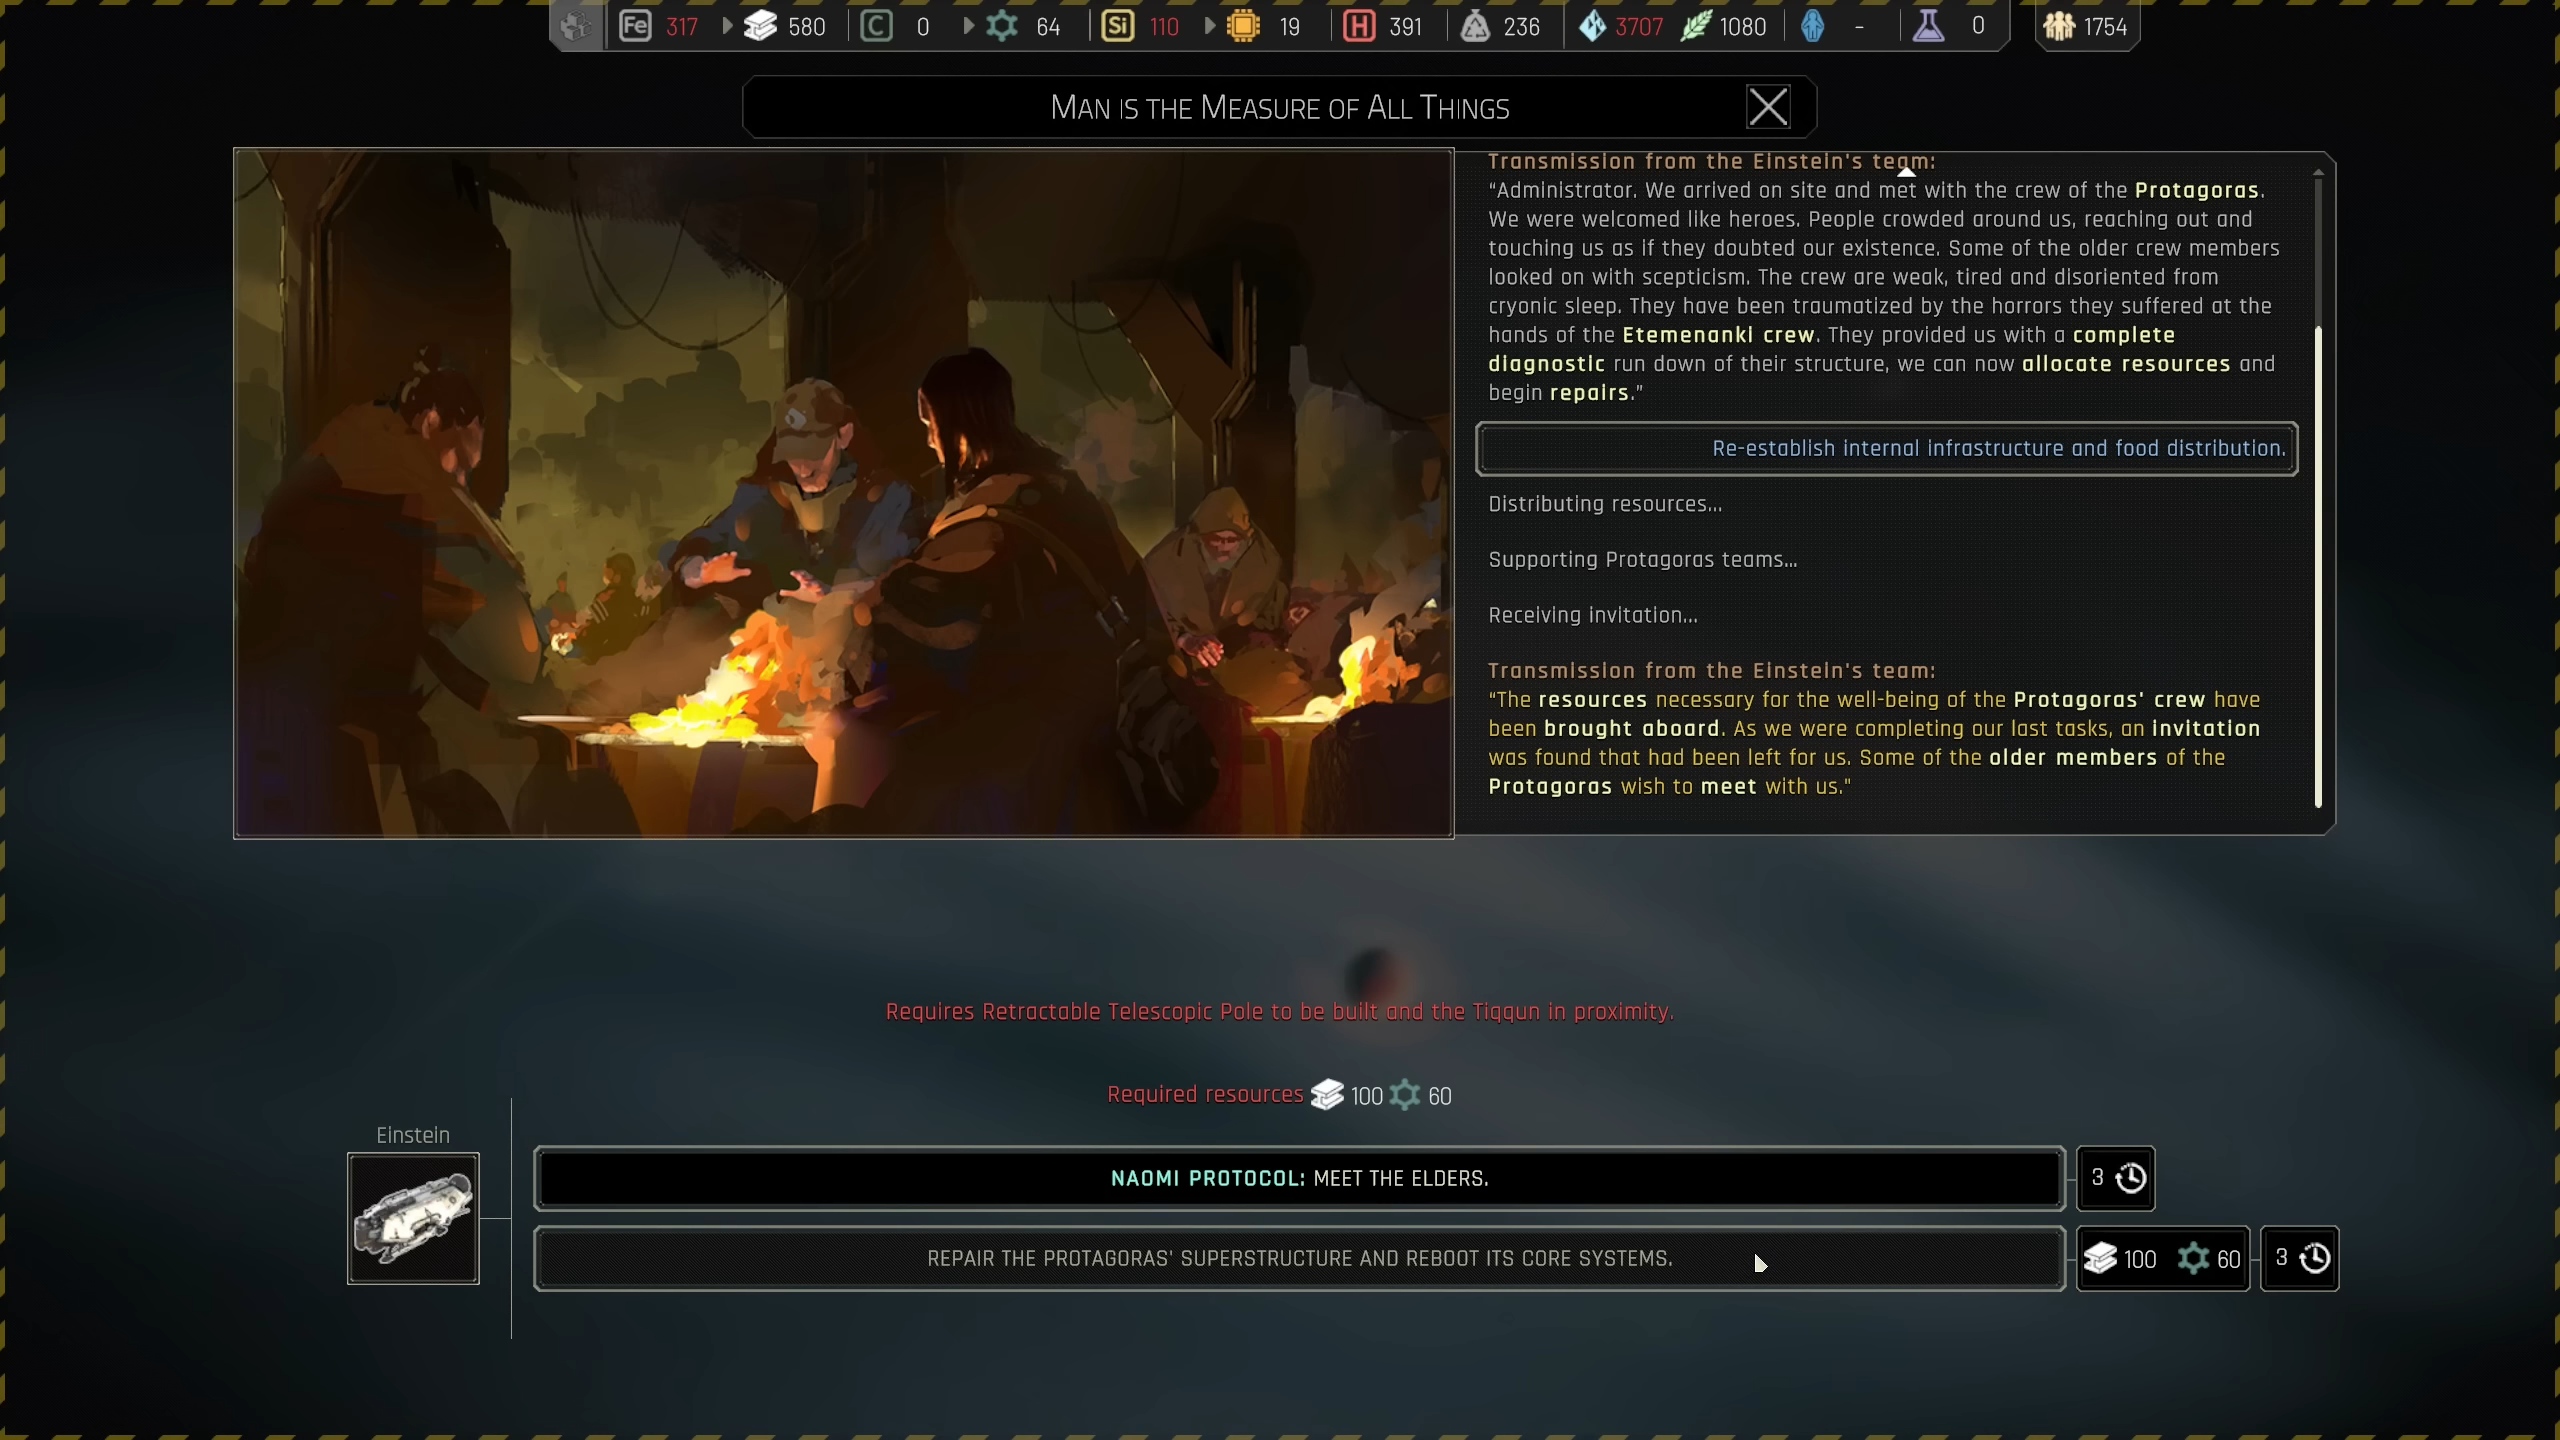 Fe 317 580 C 0 64 Si 110 19 H 391 236 3707 1080 - 0 1754
MAN IS THE MEASURE OF ALL THINGS
Transmission from the Einstein's team:
“Administrator. We arrived on site and met with the crew of the Protagoras.
We were welcomed like heroes. People crowded around us, reaching out and
touching us as if they doubted our existence. Some of the older crew members
looked on with scepticism. The crew are weak, tired and disoriented from
cryonic sleep. They have been traumatized by the horrors they suffered at the
hands of the Etemenanki crew. They provided us with a complete
diagnostic run down of their structure, we can now allocate resources and
begin repairs.”
Re-establish internal infrastructure and food distribution.
Distributing resources...
Supporting Protagoras teams...
Receiving invitation...
Transmission from the Einstein's team:
“The resources necessary for the well-being of the Protagoras' crew have
been brought aboard. As we were completing our last tasks, an invitation
was found that had been left for us. Some of the older members of the
Protagoras wish to meet with us.”
Requires Retractable Telescopic Pole to be built and the Tiqqun in proximity.
Required resources 100 60
Einstein
NAOMI PROTOCOL: MEET THE ELDERS.
3
REPAIR THE PROTAGORAS' SUPERSTRUCTURE AND REBOOT ITS CORE SYSTEMS.
100 60 3